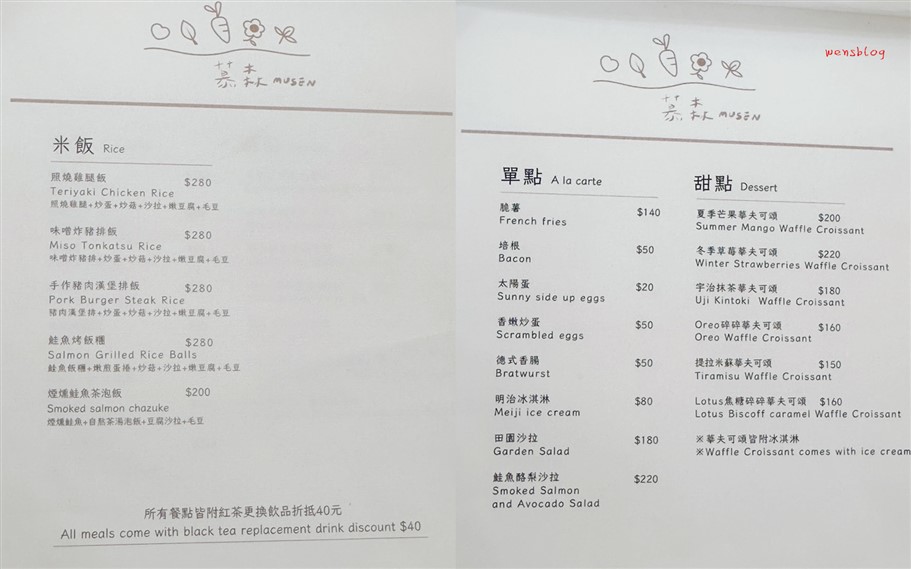 慕森 MUSEN
米飯 Rice
照燒雞腿飯 $280
Teriyaki Chicken Rice
照燒雞腿+炒蛋+炒菇+沙拉+嫩豆腐+毛豆
味噌炸豬排飯 $280
Miso Tonkatsu Rice
味噌炸豬排+炒蛋+炒菇+沙拉+嫩豆腐+毛豆
手作豬肉漢堡排飯 $280
Pork Burger Steak Rice
豬肉漢堡排+炒蛋+炒菇+沙拉+嫩豆腐+毛豆
鮭魚烤飯糰 $280
Salmon Grilled Rice Balls
鮭魚飯糰+嫩煎蛋捲+炒菇+沙拉+嫩豆腐+毛豆
煙燻鮭魚茶泡飯 $200
Smoked salmon chazuke
煙燻鮭魚+自熬茶湯泡飯+豆腐沙拉+毛豆
所有餐點皆附紅茶更換飲品折抵40元
All meals come with black tea replacement drink discount $40
wensblog
慕森 MUSEN
單點 A la carte
脆薯 $140
French fries
培根 $50
Bacon
太陽蛋 $20
Sunny side up eggs
香嫩炒蛋 $50
Scrambled eggs
德式香腸 $50
Bratwurst
明治冰淇淋 $80
Meiji ice cream
田園沙拉 $180
Garden Salad
鮭魚酪梨沙拉 $220
Smoked Salmon
and Avocado Salad
甜點 Dessert
夏季芒果華夫可頌 $200
Summer Mango Waffle Croissant
冬季草莓華夫可頌 $220
Winter Strawberries Waffle Croissant
宇治抹茶華夫可頌 $180
Uji Kintoki Waffle Croissant
Oreo碎碎華夫可頌 $160
Oreo Waffle Croissant
提拉米蘇華夫可頌 $150
Tiramisu Waffle Croissant
Lotus焦糖碎碎華夫可頌 $160
Lotus Biscoff caramel Waffle Croissant
※華夫可頌皆附冰淇淋
※Waffle Croissant comes with ice cream